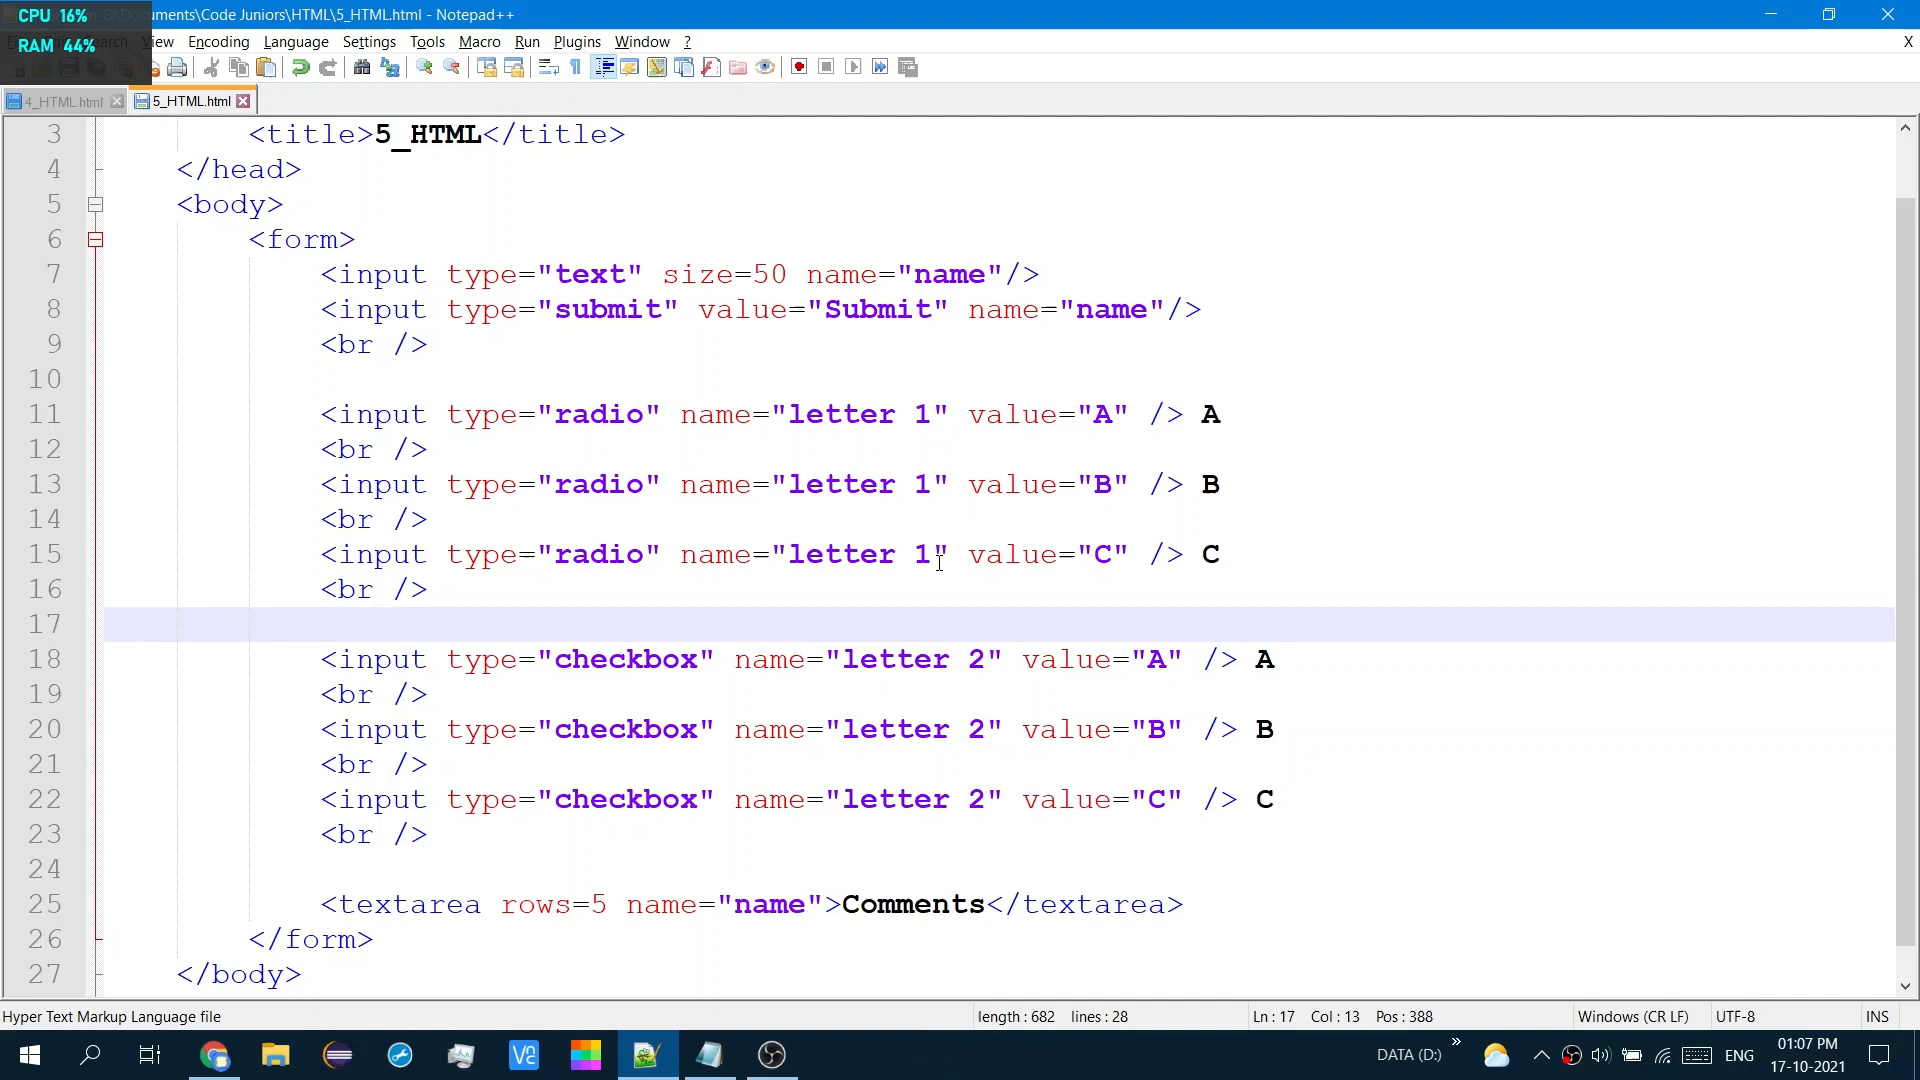 CPU 16%
RAM 44%
\Documents\Code Juniors\HTML\5_HTML.html - Notepad++
View Encoding Language Settings Tools Macro Run Plugins Window ? X
4_HTML.html 5_HTML.html
3 <title>5_HTML</title>
4 </head>
5 <body>
6 <form>
7 <input type="text" size=50 name="name"/>
8 <input type="submit" value="Submit" name="name"/>
9 <br />
10
11 <input type="radio" name="letter 1" value="A" /> A
12 <br />
13 <input type="radio" name="letter 1" value="B" /> B
14 <br />
15 <input type="radio" name="letter 1" value="C" /> C
16 <br />
17
18 <input type="checkbox" name="letter 2" value="A" /> A
19 <br />
20 <input type="checkbox" name="letter 2" value="B" /> B
21 <br />
22 <input type="checkbox" name="letter 2" value="C" /> C
23 <br />
24
25 <textarea rows=5 name="name">Comments</textarea>
26 </form>
27 </body>
Hyper Text Markup Language file length : 682 lines : 28 Ln : 17 Col : 13 Pos : 388 Windows (CR LF) UTF-8 INS
DATA (D:) ENG 01:07 PM
17-10-2021